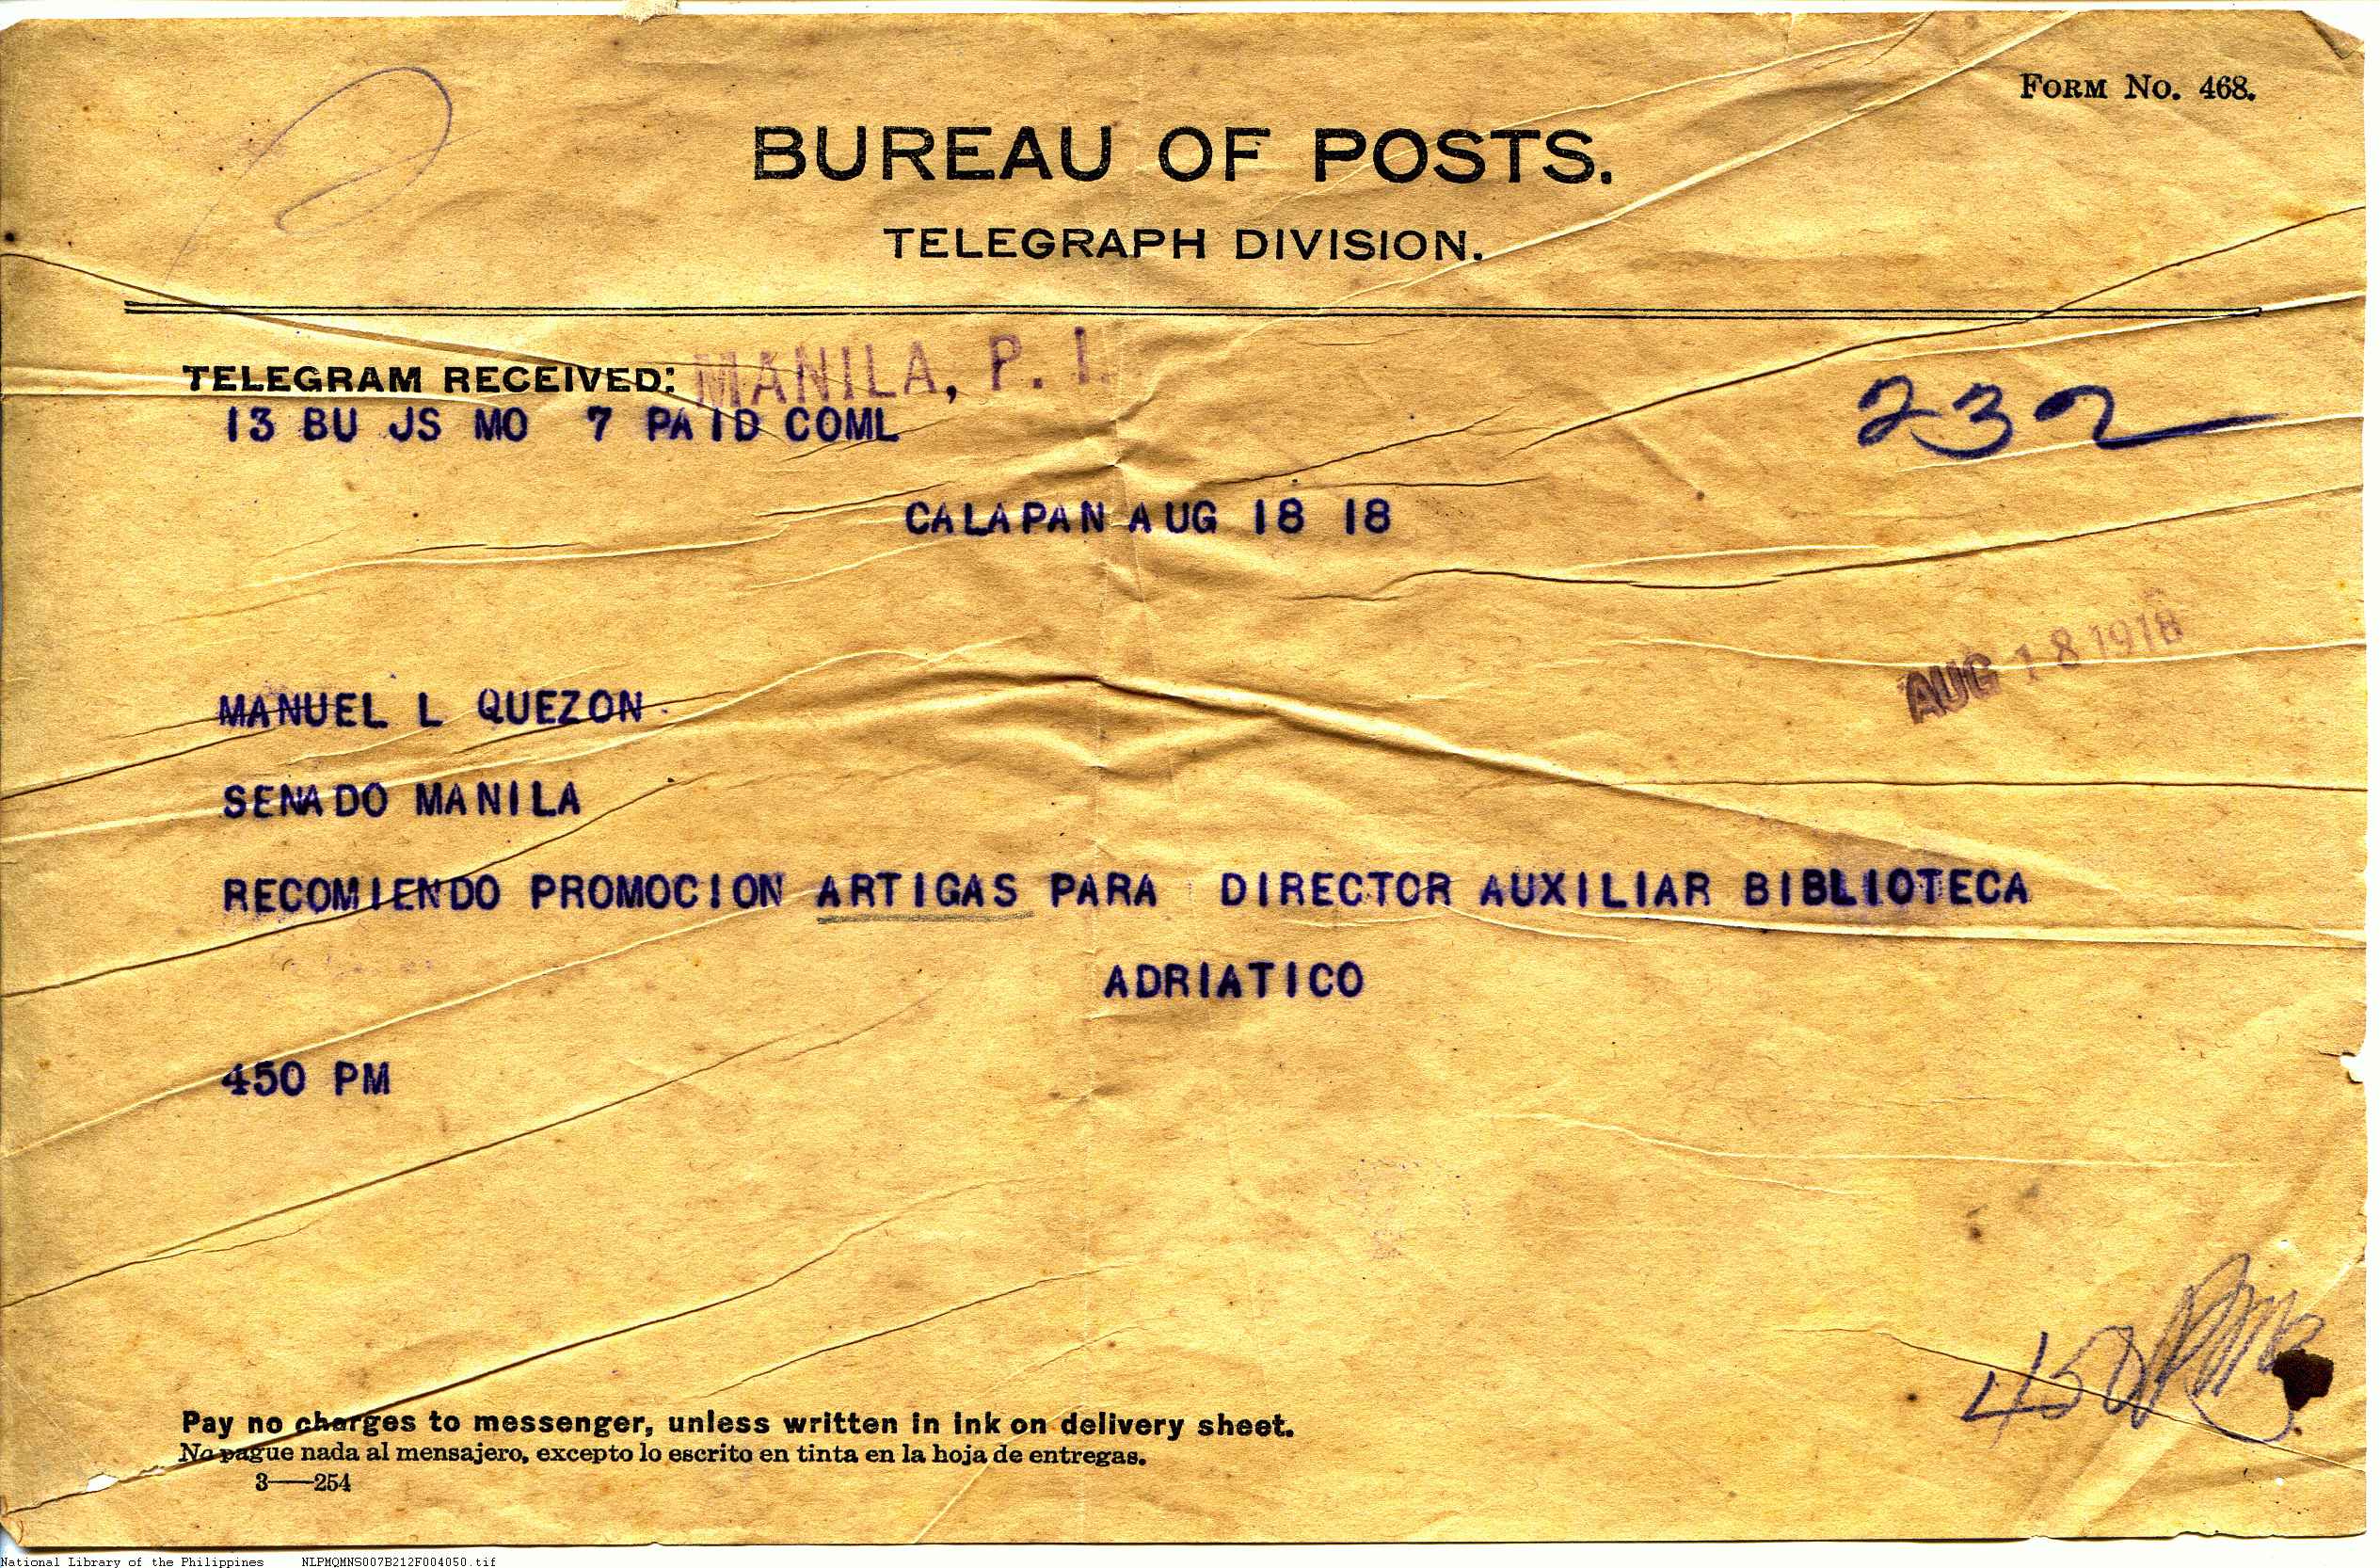 FORM NO. 468.
BUREAU OF POSTS.
TELEGRAPH DIVISION.
TELEGRAM RECEIVED: MANILA, P. I.
13 BU JS MO 7 PAID COML
232
CALAPAN AUG 18 18
AUG 18 1918
MANUEL L QUEZON
SENADO MANILA
RECOMIENDO PROMOCION ARTIGAS PARA DIRECTOR AUXILIAR BIBLIOTECA
ADRIATICO
450 PM
450 Pm
Pay no charges to messenger, unless written in ink on delivery sheet.
No pague nada al mensajero, excepto lo escrito en tinta en la hoja de entregas.
3—254
National Library of the Philippines NLPMQMNS007B212F004050.tif